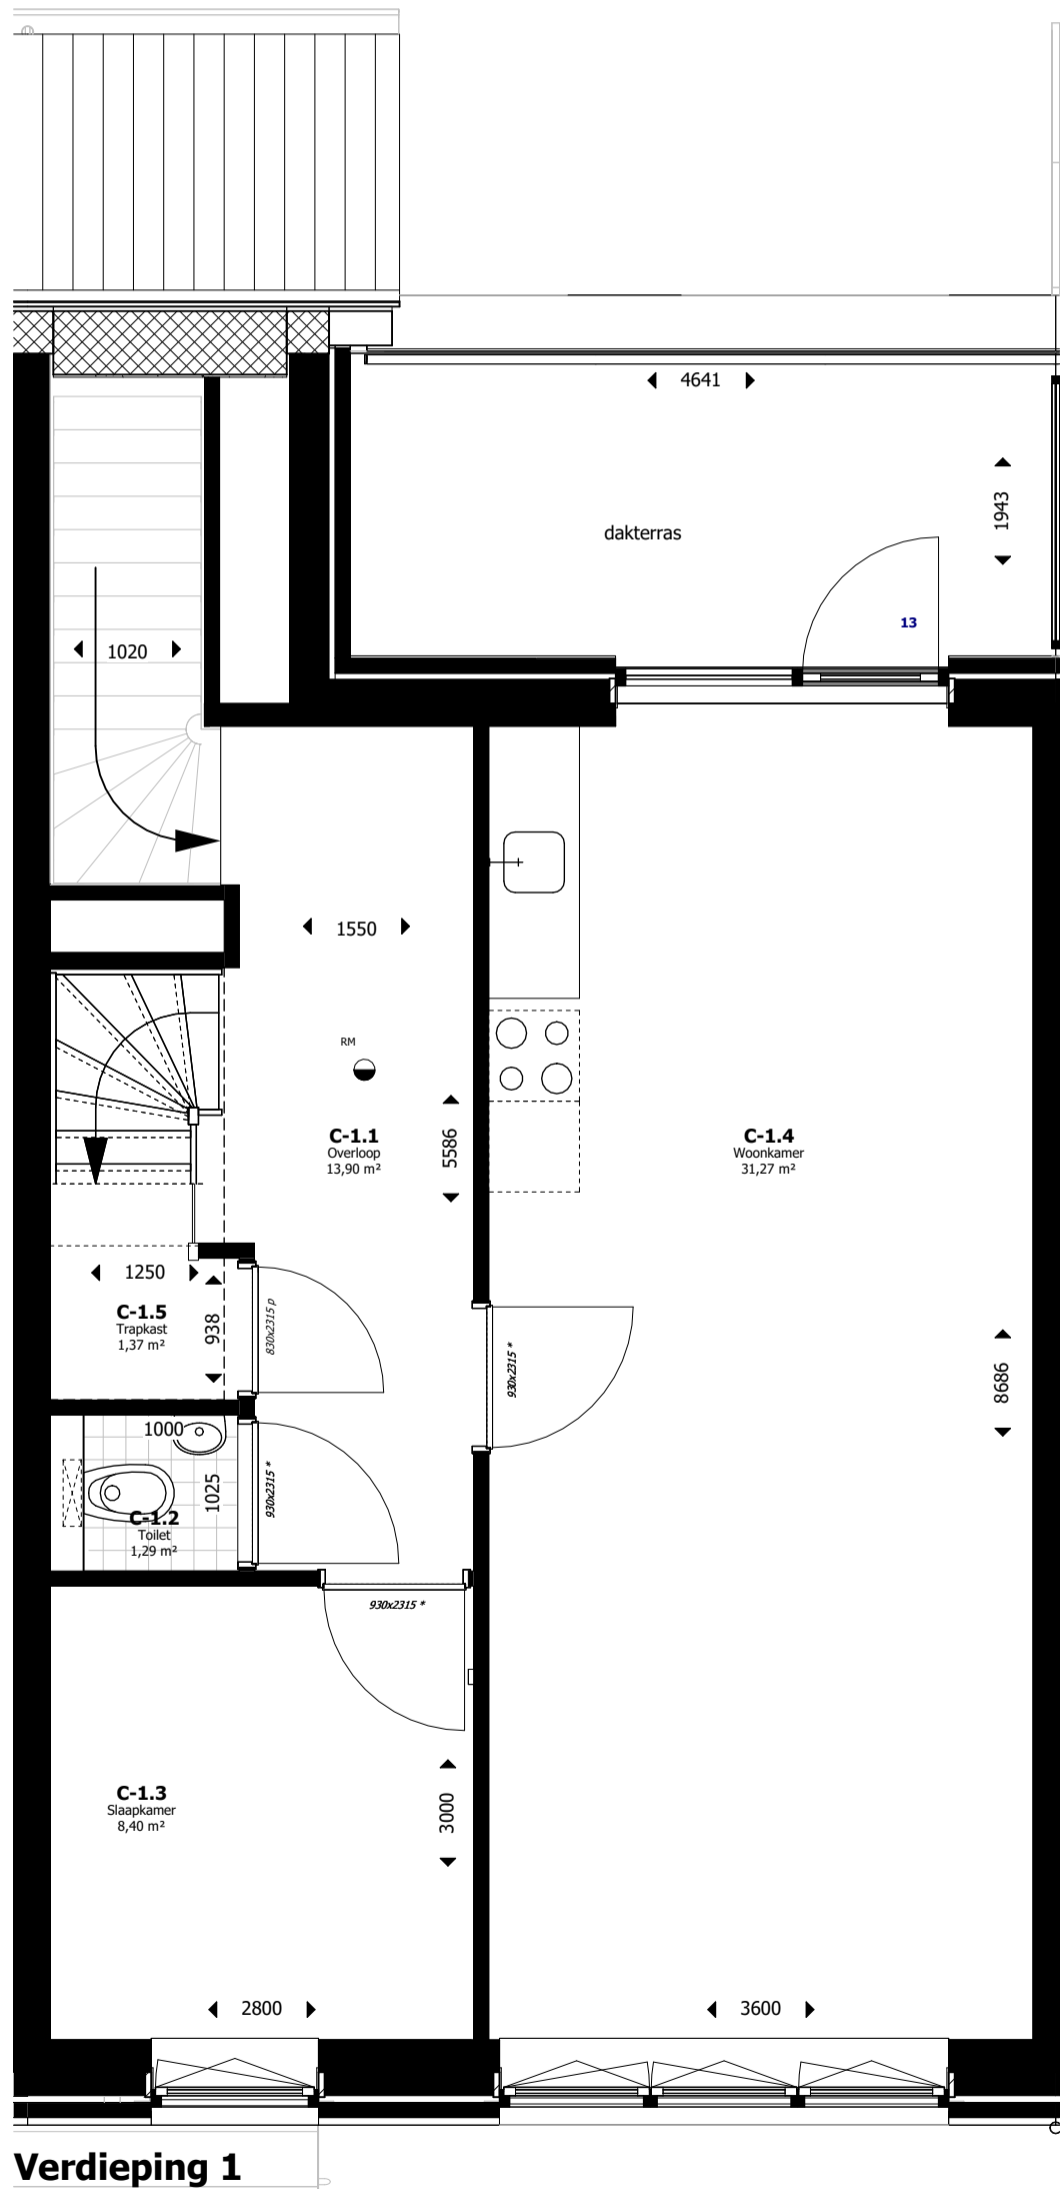 4641
1943
dakterras
13
1020
1550
RM
5586
C-1.1
Overloop
13,90 m²
C-1.4
Woonkamer
31,27 m²
1250
938
C-1.5
Trapkast
1,37 m²
830x2315 p
930x2315 *
8686
1000
1025
930x2315 *
C-1.2
Toilet
1,29 m²
930x2315 *
C-1.3
Slaapkamer
8,40 m²
3000
2800
3600
Verdieping 1